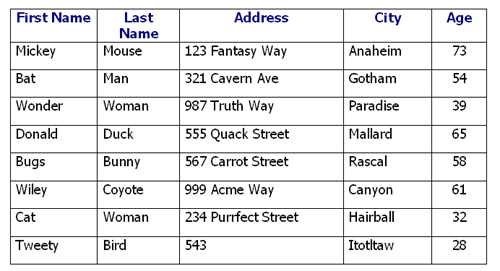 First Name Last Name Address City Age
Mickey Mouse 123 Fantasy Way Anaheim 73
Bat Man 321 Cavern Ave Gotham 54
Wonder Woman 987 Truth Way Paradise 39
Donald Duck 555 Quack Street Mallard 65
Bugs Bunny 567 Carrot Street Rascal 58
Wiley Coyote 999 Acme Way Canyon 61
Cat Woman 234 Purrfect Street Hairball 32
Tweety Bird 543 Itotltaw 28